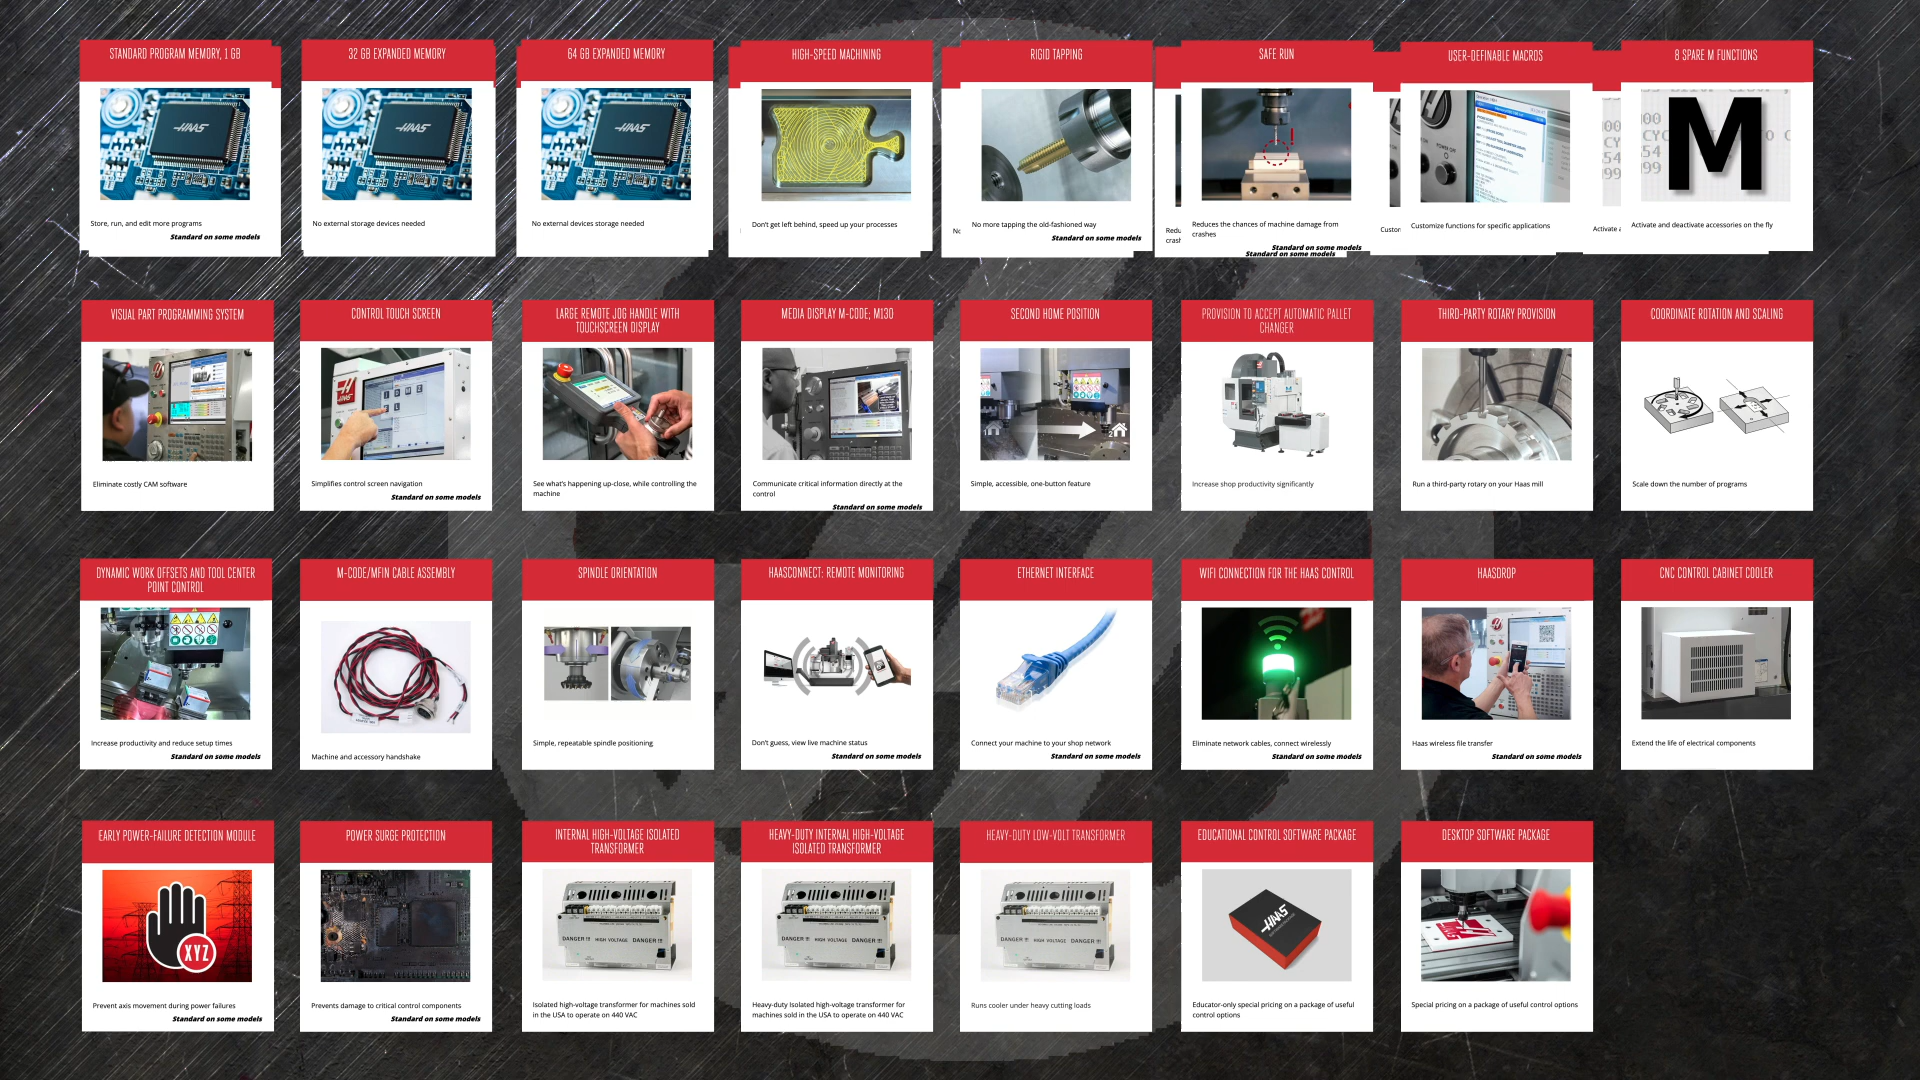 STANDARD PROGRAM MEMORY, 1 GB
HAAS
Store, run, and edit more programs
Standard on some models
32 GB EXPANDED MEMORY
HAAS
No external storage devices needed
64 GB EXPANDED MEMORY
HAAS
No external devices storage needed
HIGH-SPEED MACHINING
Don't get left behind, speed up your processes
RIGID TAPPING
No more tapping the old-fashioned way
Standard on some models
SAFE RUN
Reduces the chances of machine damage from
crashes
Standard on some models
Standard on some models
USER-DEFINABLE MACROS
Customize functions for specific applications
8 SPARE M FUNCTIONS
M
Activate and deactivate accessories on the fly
VISUAL PART PROGRAMMING SYSTEM
Eliminate costly CAM software
CONTROL TOUCH SCREEN
Simplifies control screen navigation
Standard on some models
LARGE REMOTE JOG HANDLE WITH
TOUCHSCREEN DISPLAY
See what's happening up-close, while controlling the
machine
MEDIA DISPLAY M-CODE; M130
Communicate critical information directly at the
control
Standard on some models
SECOND HOME POSITION
Simple, accessible, one-button feature
PROVISION TO ACCEPT AUTOMATIC PALLET
CHANGER
Increase shop productivity significantly
THIRD-PARTY ROTARY PROVISION
Run a third-party rotary on your Haas mill
COORDINATE ROTATION AND SCALING
Scale down the number of programs
DYNAMIC WORK OFFSETS AND TOOL CENTER
POINT CONTROL
Increase productivity and reduce setup times
Standard on some models
M-CODE/MFIN CABLE ASSEMBLY
Machine and accessory handshake
SPINDLE ORIENTATION
Simple, repeatable spindle positioning
HAASCONNECT: REMOTE MONITORING
Don't guess, view live machine status
Standard on some models
ETHERNET INTERFACE
Connect your machine to your shop network
Standard on some models
WIFI CONNECTION FOR THE HAAS CONTROL
Eliminate network cables, connect wirelessly
Standard on some models
HAASDROP
Haas wireless file transfer
Standard on some models
CNC CONTROL CABINET COOLER
Extend the life of electrical components
EARLY POWER-FAILURE DETECTION MODULE
XYZ
Prevent axis movement during power failures
Standard on some models
POWER SURGE PROTECTION
Prevents damage to critical control components
Standard on some models
INTERNAL HIGH-VOLTAGE ISOLATED
TRANSFORMER
DANGER !!! HIGH VOLTAGE DANGER !!!
Isolated high-voltage transformer for machines sold
in the USA to operate on 440 VAC
HEAVY-DUTY INTERNAL HIGH-VOLTAGE
ISOLATED TRANSFORMER
DANGER !!! HIGH VOLTAGE DANGER !!!
Heavy-duty isolated high-voltage transformer for
machines sold in the USA to operate on 440 VAC
HEAVY-DUTY LOW-VOLT TRANSFORMER
DANGER !!! HIGH VOLTAGE DANGER !!!
Runs cooler under heavy cutting loads
EDUCATIONAL CONTROL SOFTWARE PACKAGE
HAAS
Educator-only special pricing on a package of useful
control options
DESKTOP SOFTWARE PACKAGE
Special pricing on a package of useful control options